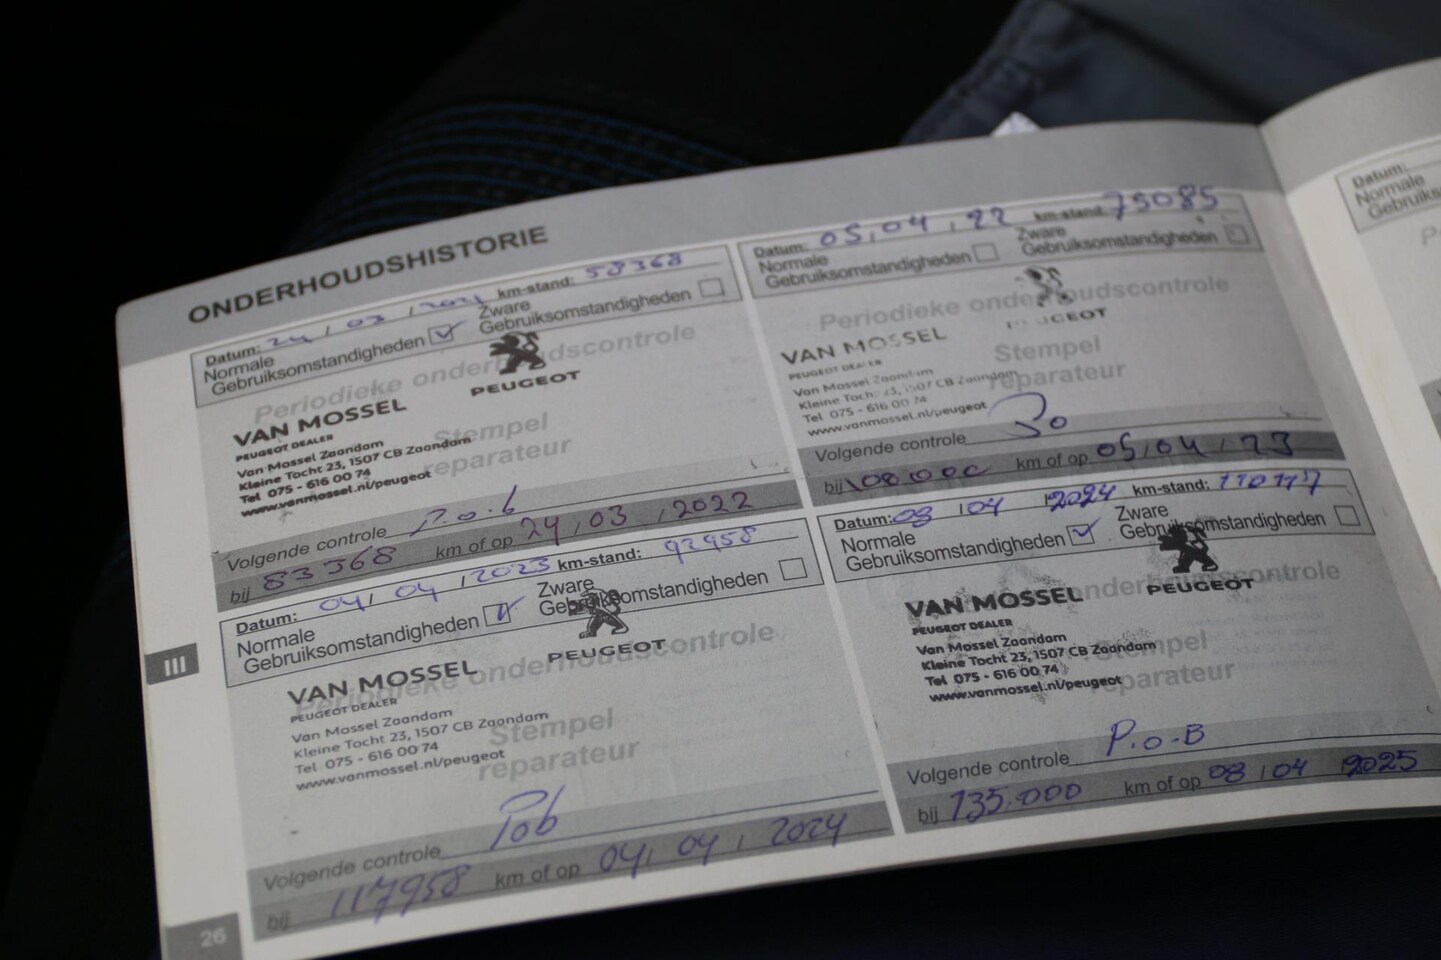 ONDERHOUDSHISTORIE
Datum: 24 / 03 / 2021 km-stand: 58368
Normale
Gebruiksomstandigheden
Zware
Gebruiksomstandigheden
Periodieke onderhoudscontrole
PEUGEOT
VAN MOSSEL
PEUGEOT DEALER
Stempel
reparateur
Van Mossel Zaandam
Kleine Tocht 23, 1507 CB Zaandam
Tel 075 - 616 00 74
www.vanmossel.nl/peugeot
Volgende controle P.o.b
bij 83368 km of op 24 / 03 / 2022
Datum: 05 / 04 / 22 km-stand: 75085
Normale
Gebruiksomstandigheden
Zware
Gebruiksomstandigheden
Periodieke onderhoudscontrole
PEUGEOT
VAN MOSSEL
PEUGEOT DEALER
Stempel
reparateur
Van Mossel Zaandam
Kleine Tocht 23, 1507 CB Zaandam
Tel 075 - 616 00 74
www.vanmossel.nl/peugeot
Volgende controle
bij km of op 05 / 04 / 23
Datum: 04 / 04 / 2023 km-stand: 92958
Normale
Gebruiksomstandigheden
Zware
Gebruiksomstandigheden
Periodieke onderhoudscontrole
PEUGEOT
VAN MOSSEL
PEUGEOT DEALER
Stempel
reparateur
Van Mossel Zaandam
Kleine Tocht 23, 1507 CB Zaandam
Tel 075 - 616 00 74
www.vanmossel.nl/peugeot
Volgende controle Pob
bij 117958 km of op 04 / 04 / 2024
Datum: 08 / 04 / 2024 km-stand:
Normale
Gebruiksomstandigheden
Zware
Gebruiksomstandigheden
onderhoudscontrole
PEUGEOT
VAN MOSSEL
PEUGEOT DEALER
Stempel
reparateur
Van Mossel Zaandam
Kleine Tocht 23, 1507 CB Zaandam
Tel 075 - 616 00 74
www.vanmossel.nl/peugeot
Volgende controle P.o.B
bij 135.000 km of op 08 / 04 2025
III
26
Datum:
Normale